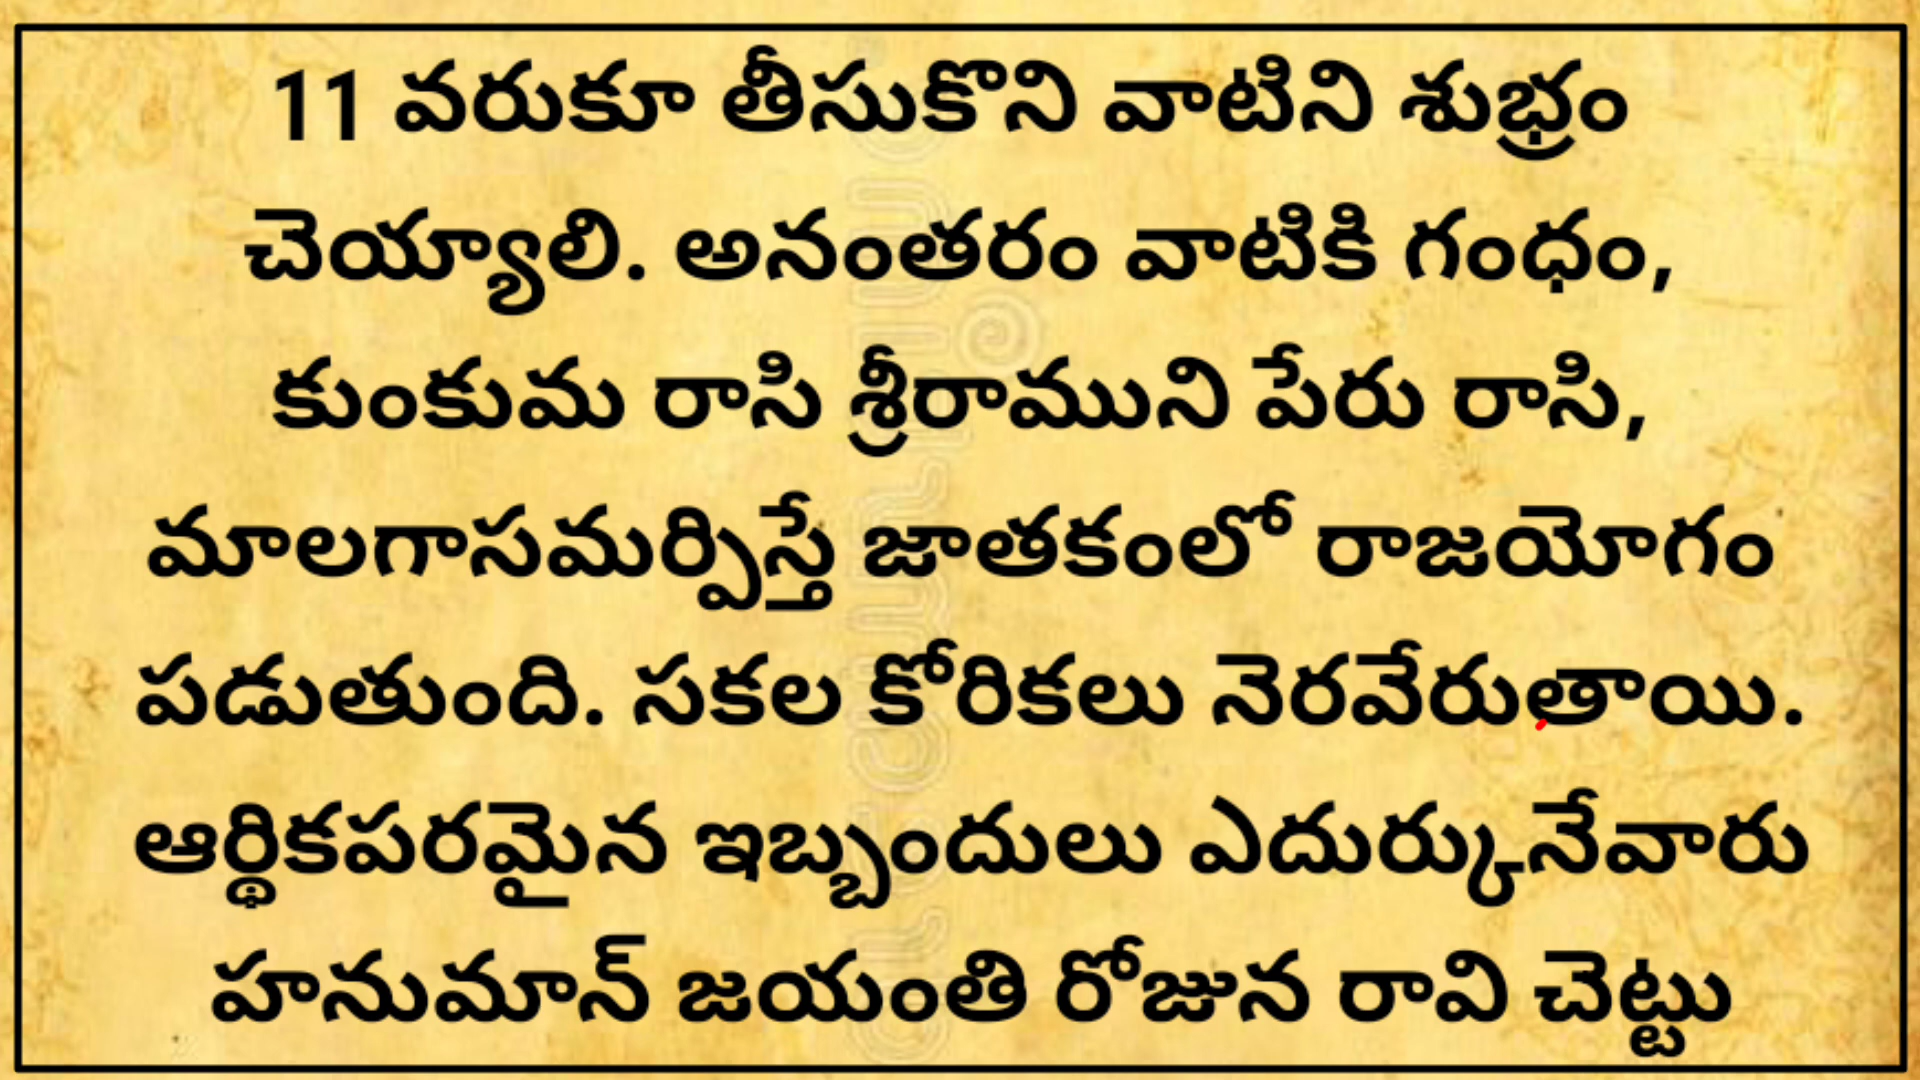 11 వరుకూ తీసుకొని వాటిని శుభ్రం
చెయ్యాలి. అనంతరం వాటికి గంధం,
కుంకుమ రాసి శ్రీరాముని పేరు రాసి,
మాలగాసమర్పిస్తే జాతకంలో రాజయోగం
పడుతుంది. సకల కోరికలు నెరవేరుతాయి.
ఆర్థికపరమైన ఇబ్బందులు ఎదుర్కునేవారు
హనుమాన్ జయంతి రోజున రావి చెట్టు